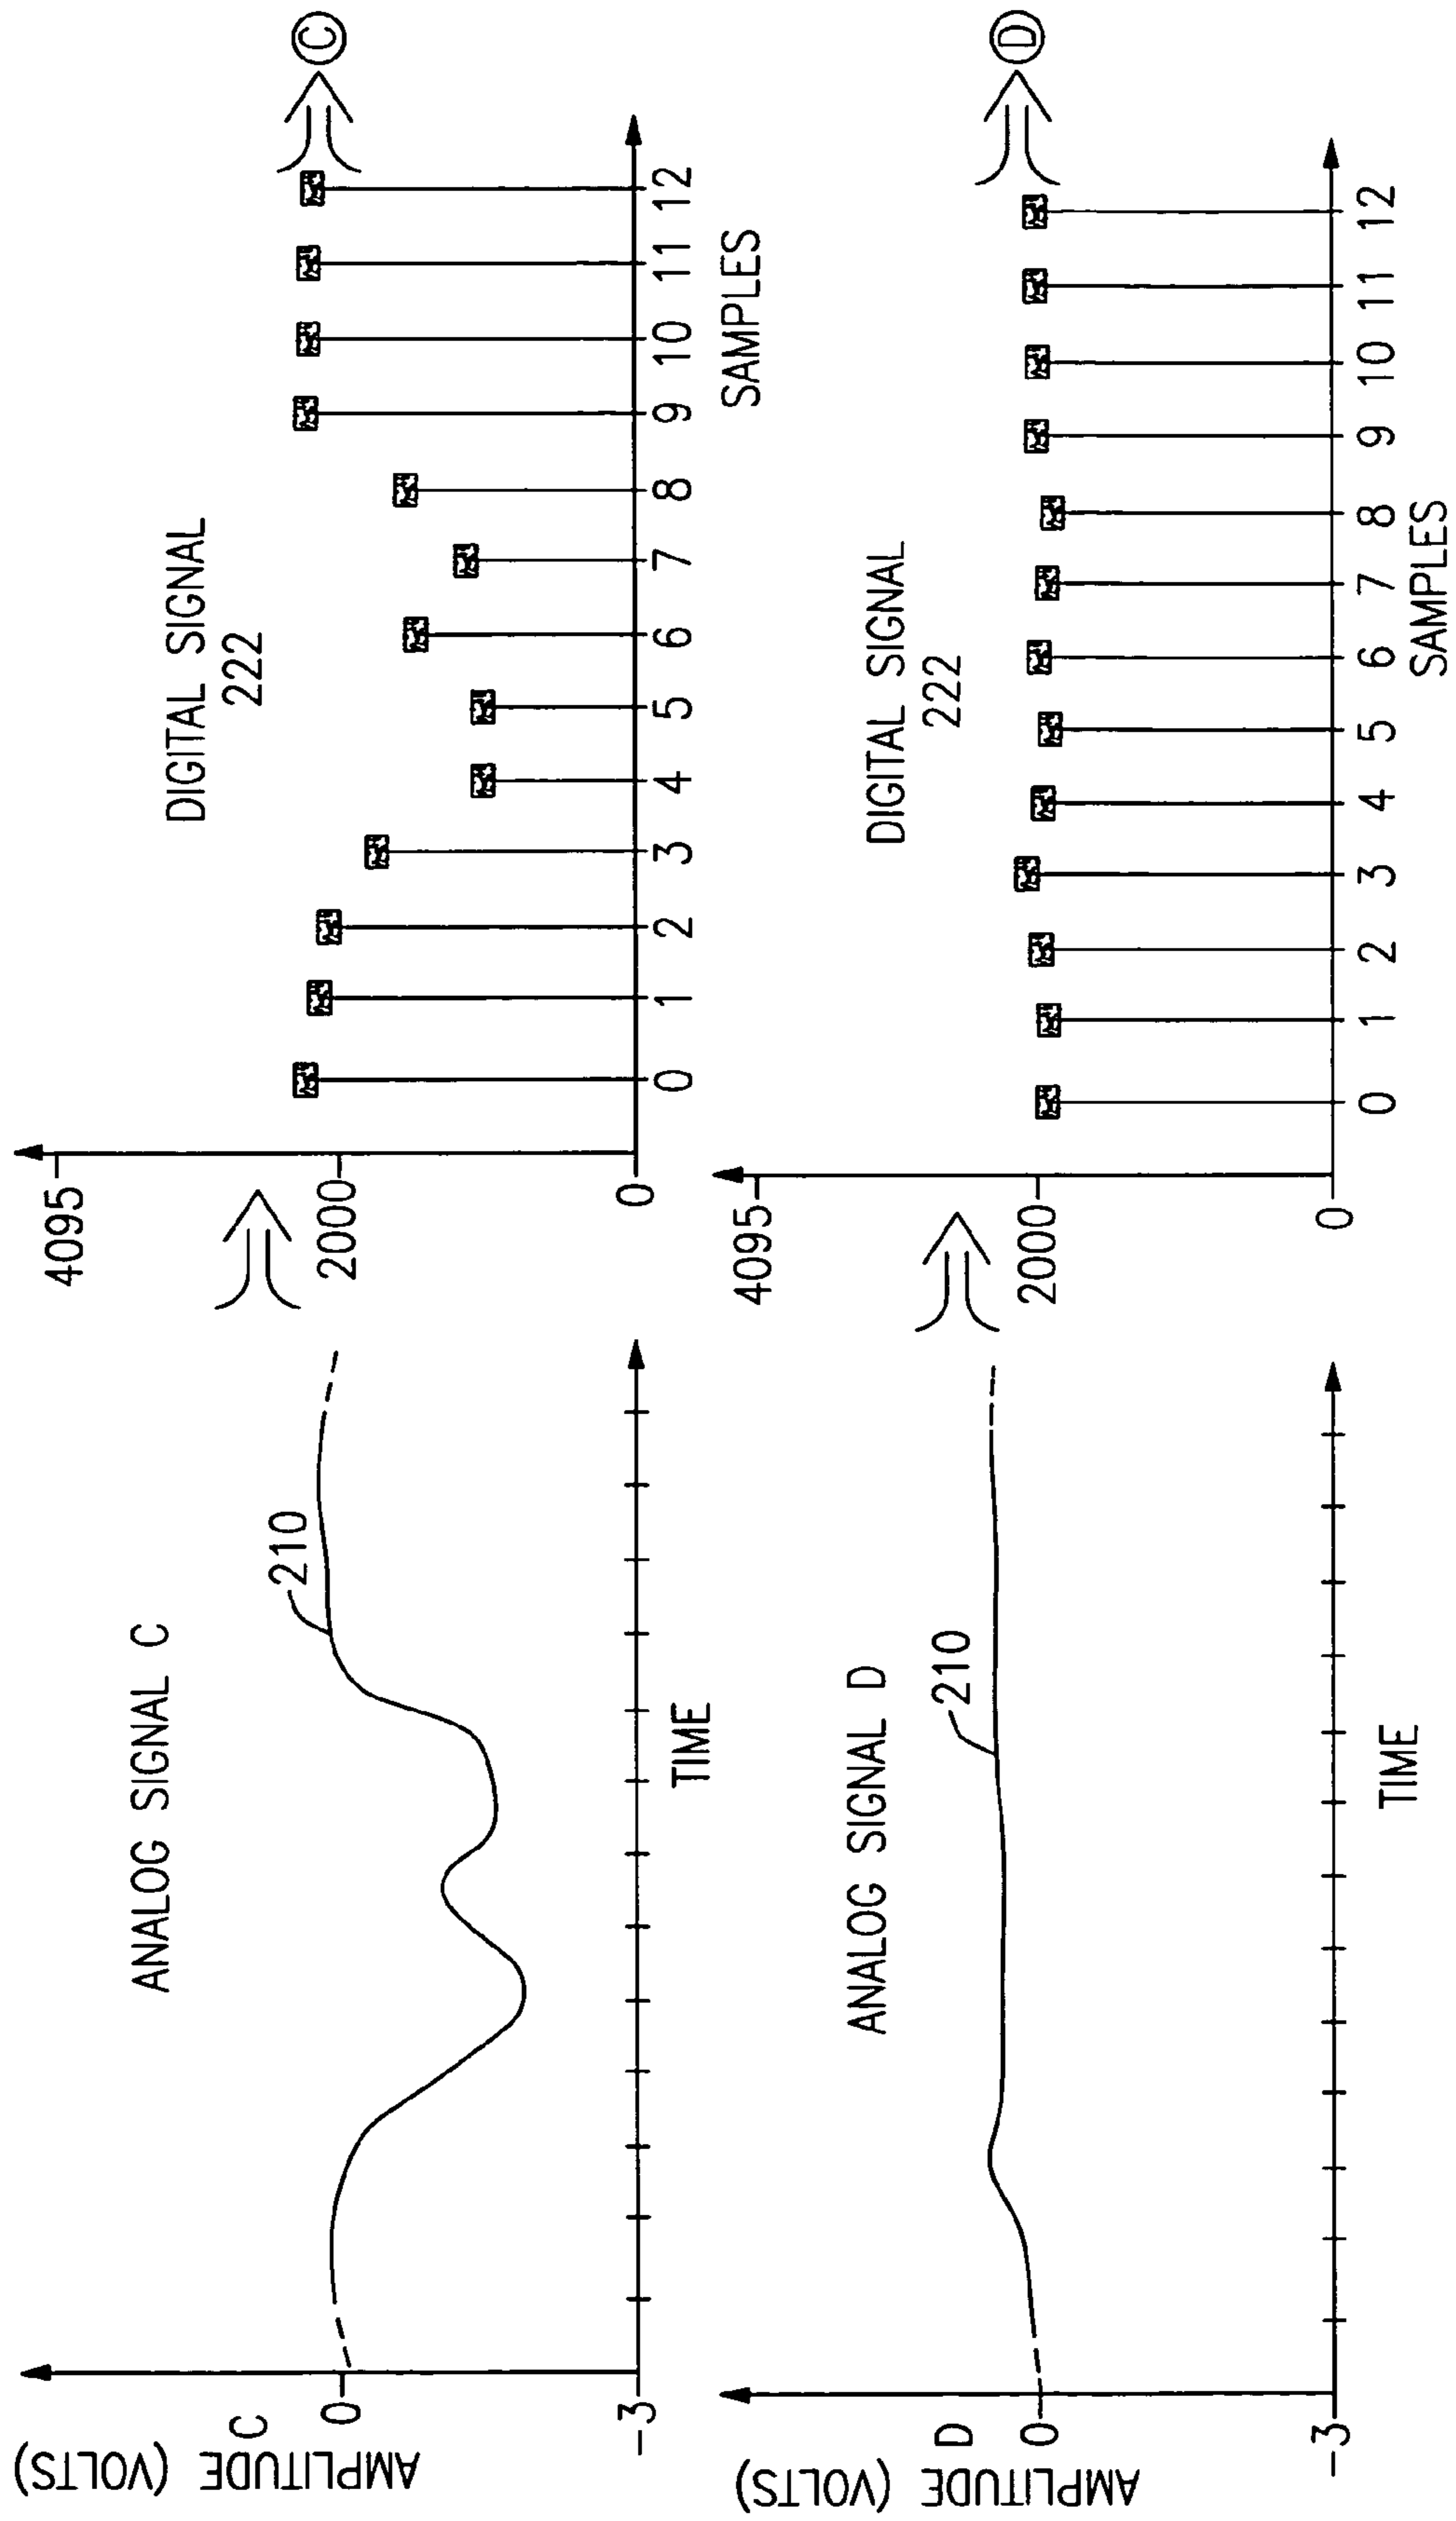 ANALOG SIGNAL C
AMPLITUDE (VOLTS)
C
0
-3
210
TIME
DIGITAL SIGNAL
222
4095
2000
0
0 1 2 3 4 5 6 7 8 9 10 11 12
SAMPLES
C
ANALOG SIGNAL D
AMPLITUDE (VOLTS)
D
0
-3
210
TIME
DIGITAL SIGNAL
222
4095
2000
0
0 1 2 3 4 5 6 7 8 9 10 11 12
SAMPLES
D